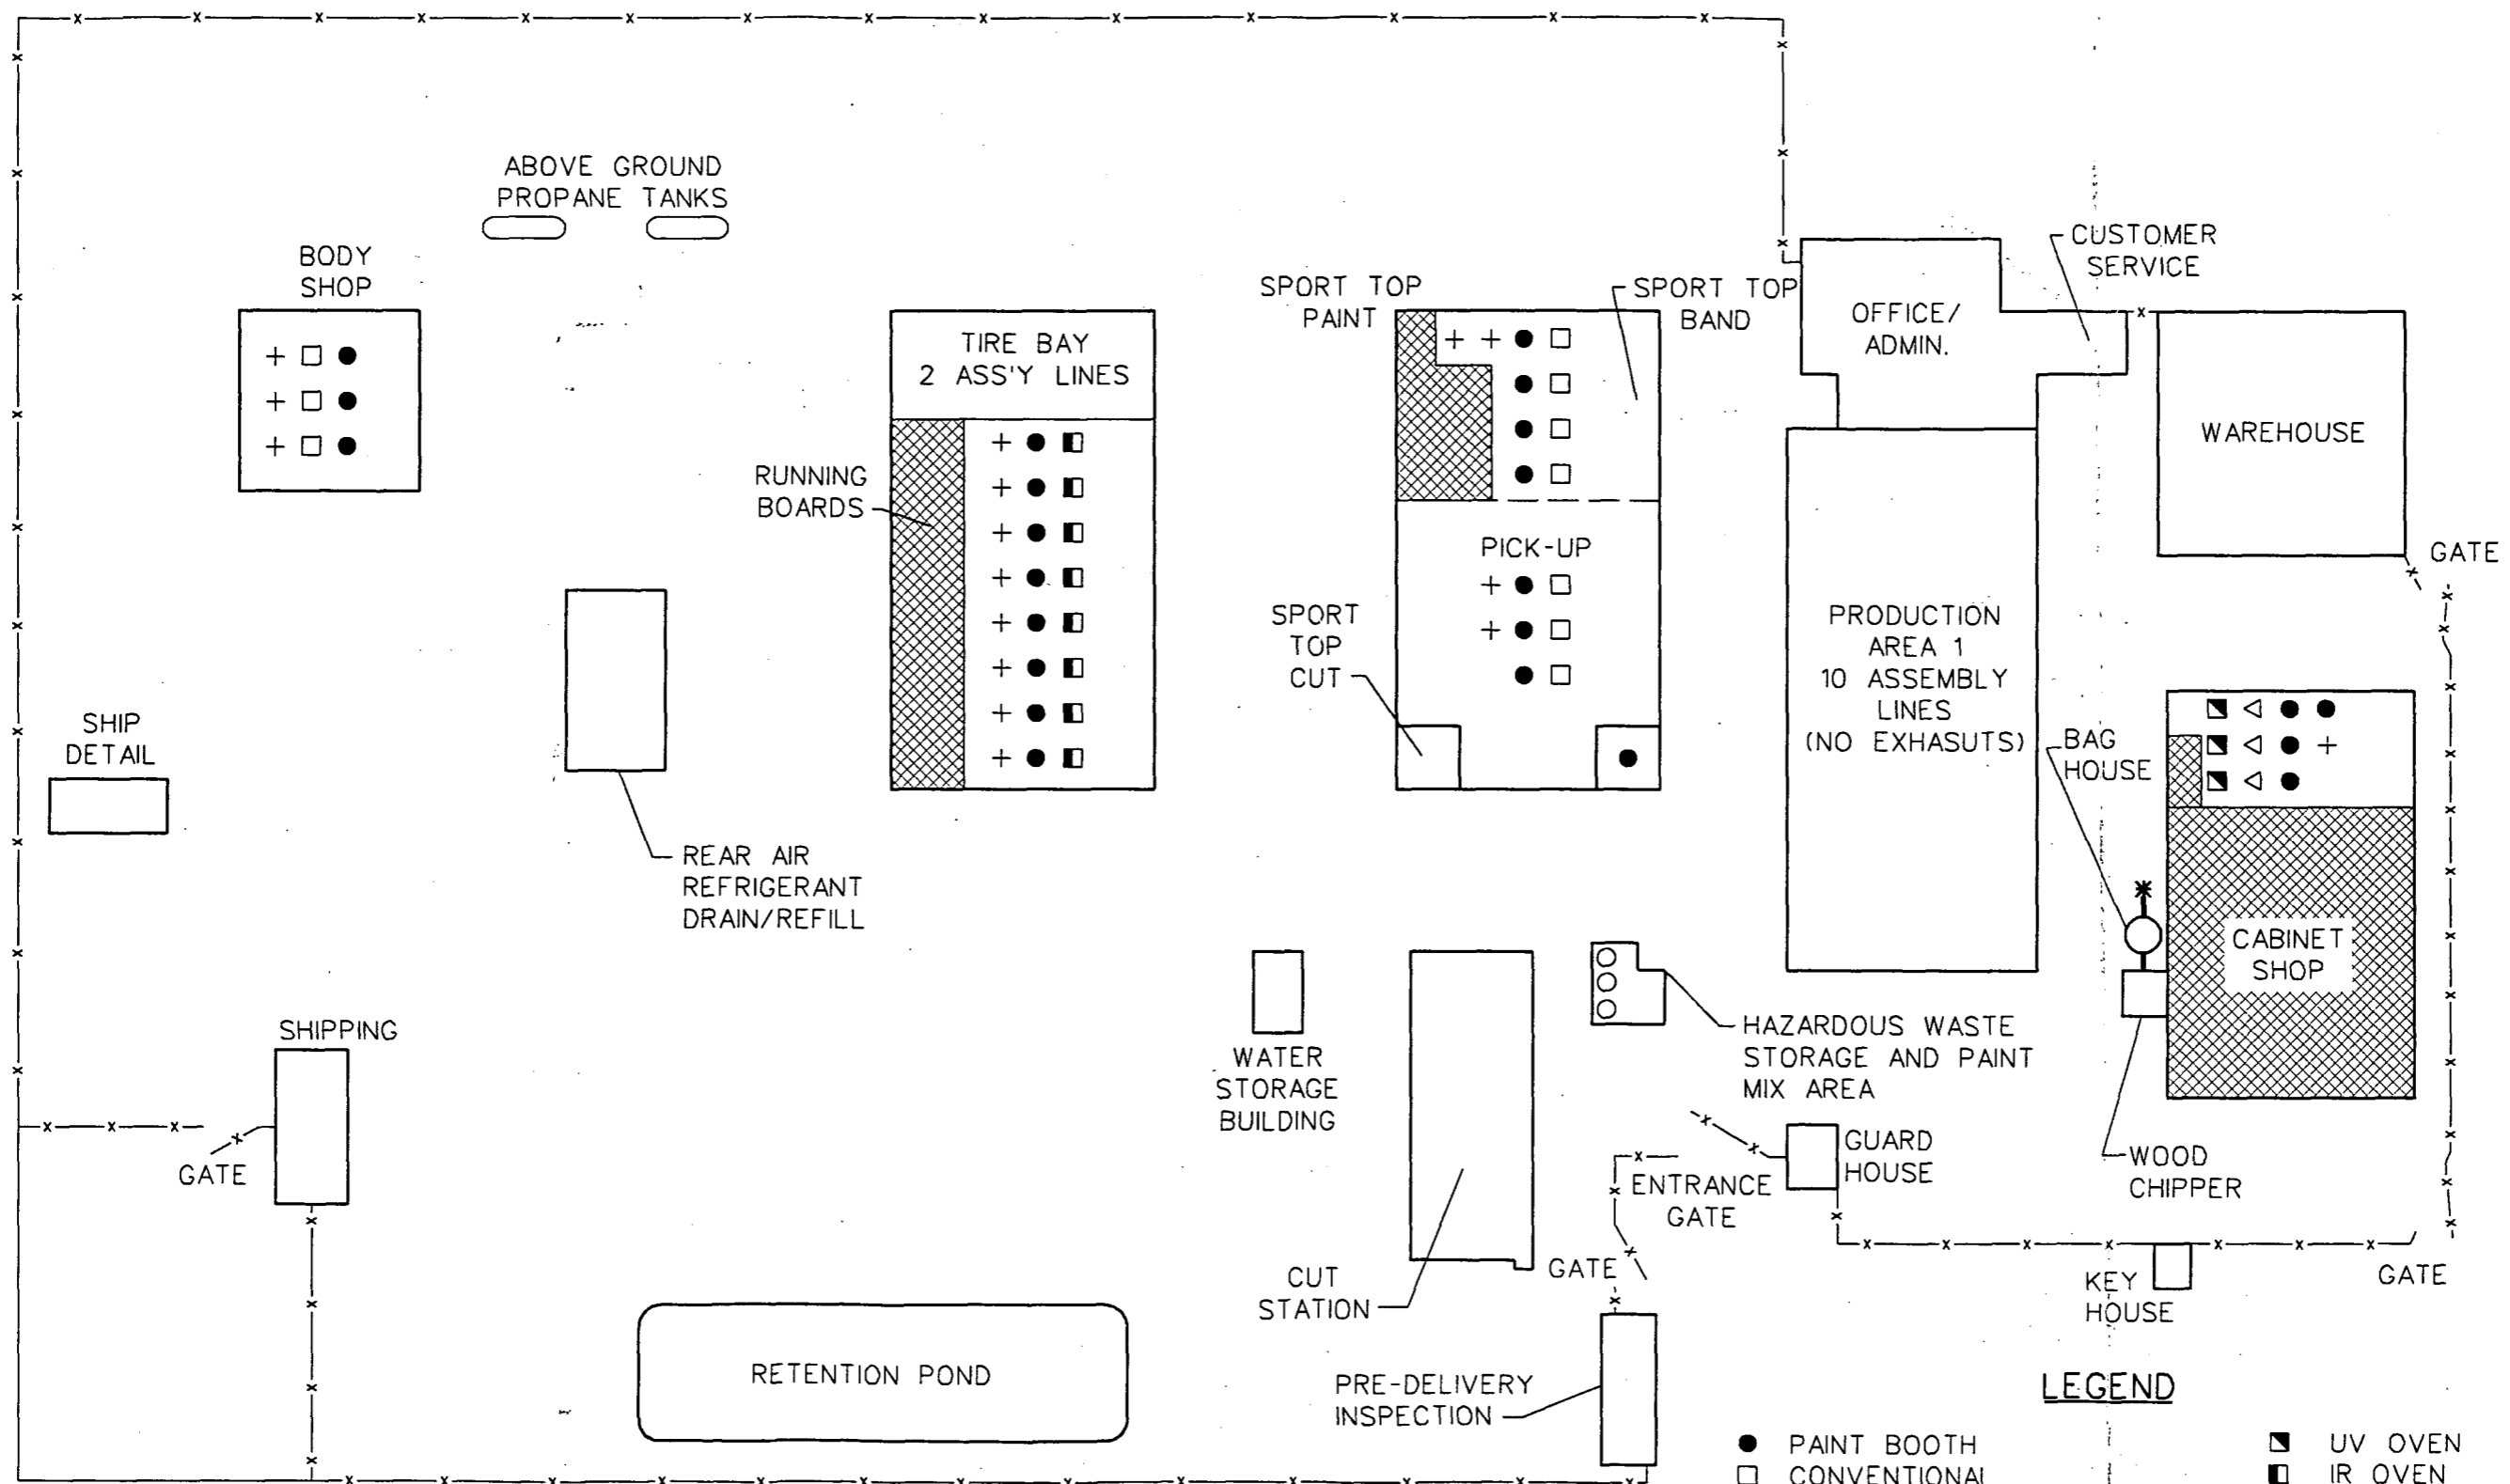 ABOVE GROUND
PROPANE TANKS
BODY
SHOP
TIRE BAY
2 ASS'Y LINES
RUNNING
BOARDS
SPORT TOP
PAINT
SPORT TOP
BAND
CUSTOMER
SERVICE
OFFICE/
ADMIN.
WAREHOUSE
GATE
PICK-UP
SPORT
TOP
CUT
PRODUCTION
AREA 1
10 ASSEMBLY
LINES
(NO EXHASUTS)
BAG
HOUSE
SHIP
DETAIL
REAR AIR
REFRIGERANT
DRAIN/REFILL
CABINET
SHOP
SHIPPING
GATE
WATER
STORAGE
BUILDING
HAZARDOUS WASTE
STORAGE AND PAINT
MIX AREA
GUARD
HOUSE
ENTRANCE
GATE
WOOD
CHIPPER
GATE
CUT
STATION
KEY
HOUSE
GATE
RETENTION POND
PRE-DELIVERY
INSPECTION
LEGEND
PAINT BOOTH
UV OVEN
CONVENTIONAL
IR OVEN